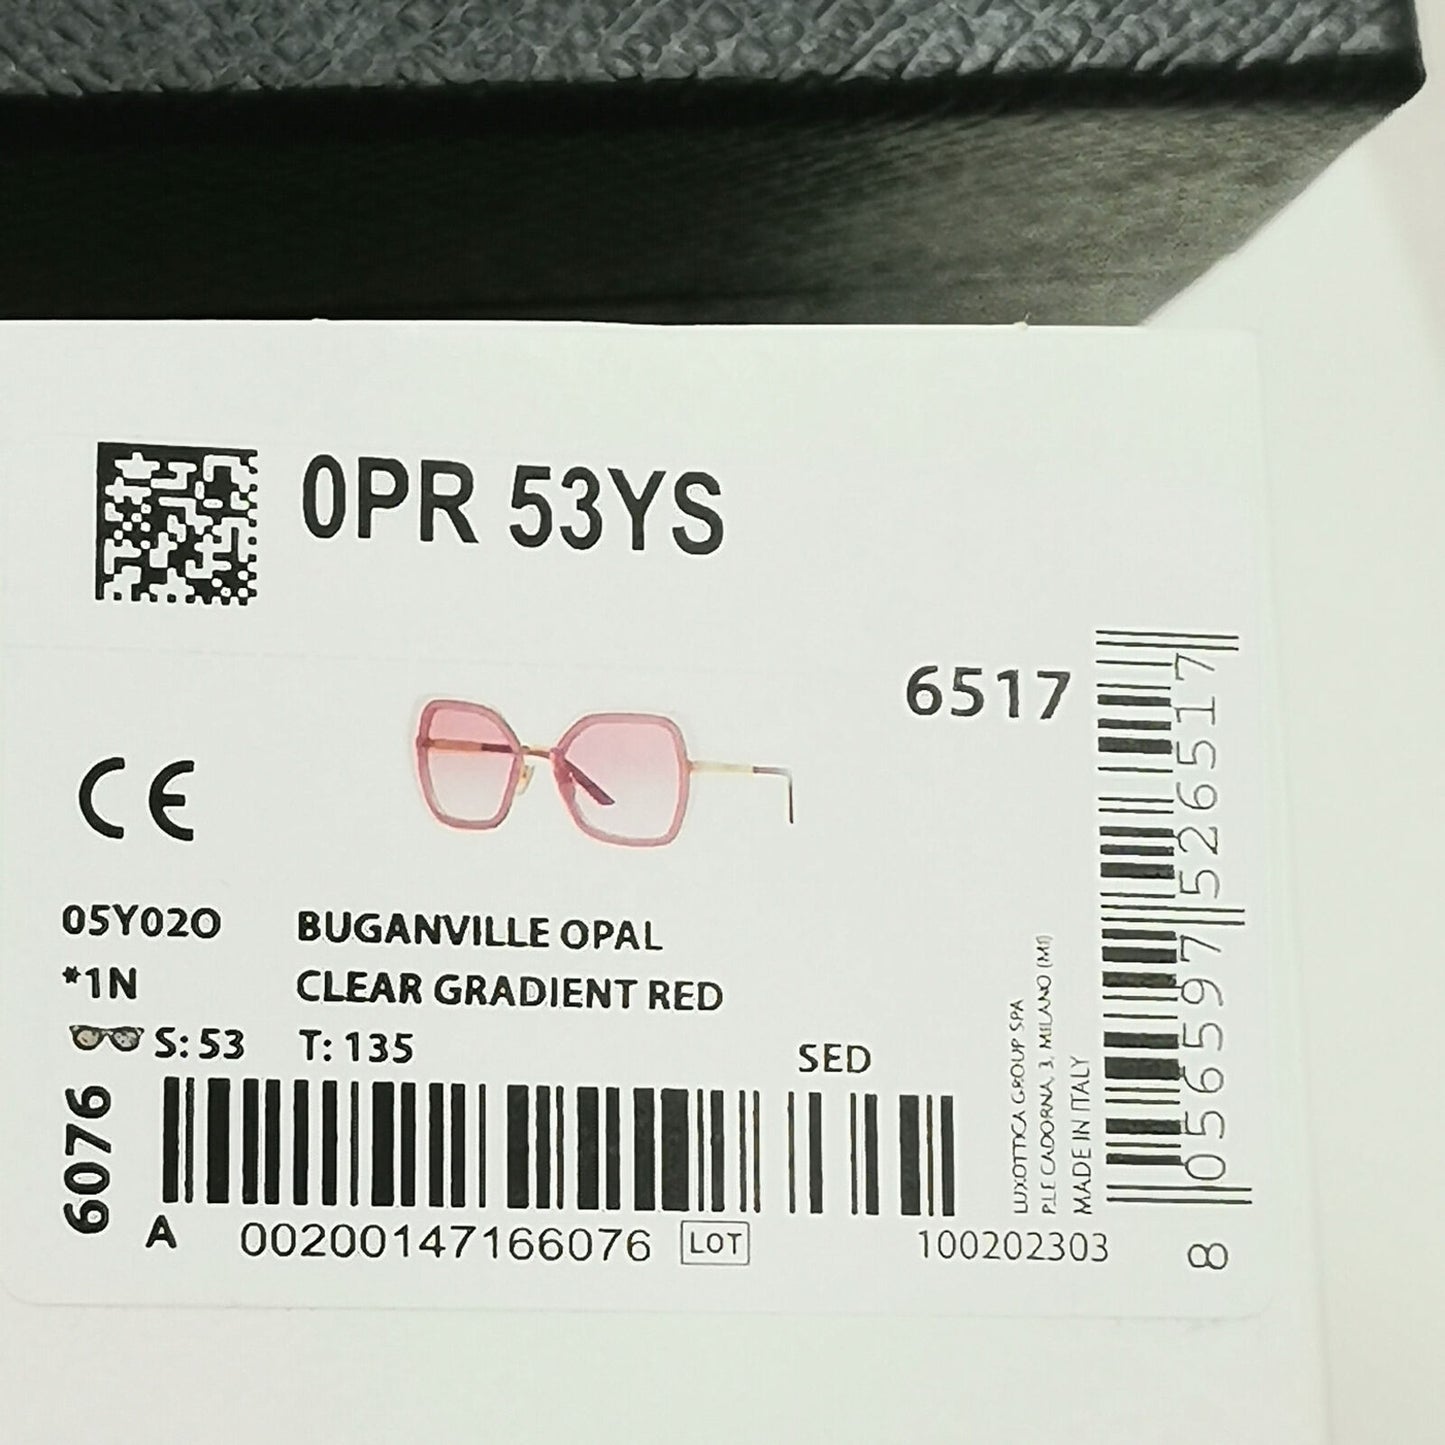 0PR 53YS
6517
CE
05Y02O BUGANVILLE OPAL
*1N CLEAR GRADIENT RED
S: 53 T: 135
SED
6076
A 00200147166076 LOT 100202303
LUXOTTICA GROUP SPA
P.LE CADORNA, 3, MILANO (MI)
MADE IN ITALY
8 056597 526517